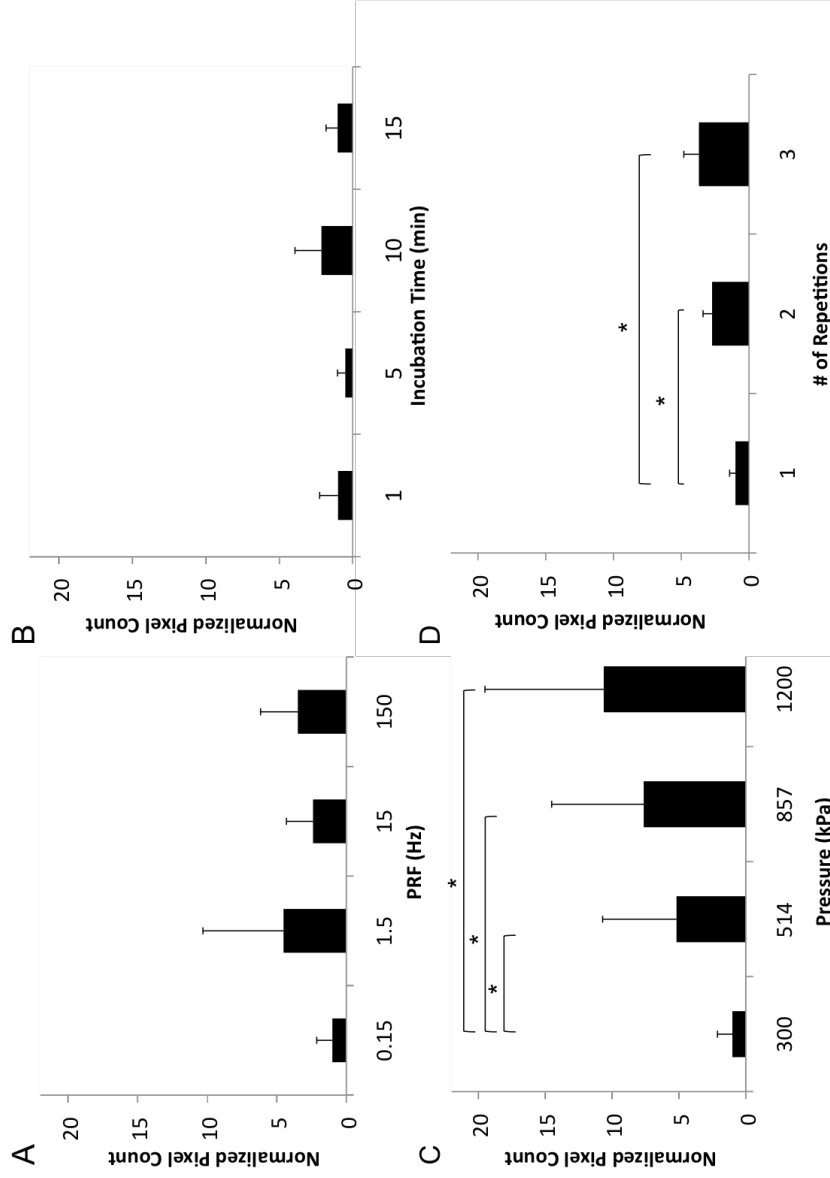 A
20
15
10
5
0
Normalized Pixel Count
0.15 1.5 15 150
PRF (Hz)
B
20
15
10
5
0
Normalized Pixel Count
1 5 10 15
Incubation Time (min)
C
20
15
10
5
0
Normalized Pixel Count
* * *
300 514 857 1200
Pressure (kPa)
D
20
15
10
5
0
Normalized Pixel Count
* *
1 2 3
# of Repetitions